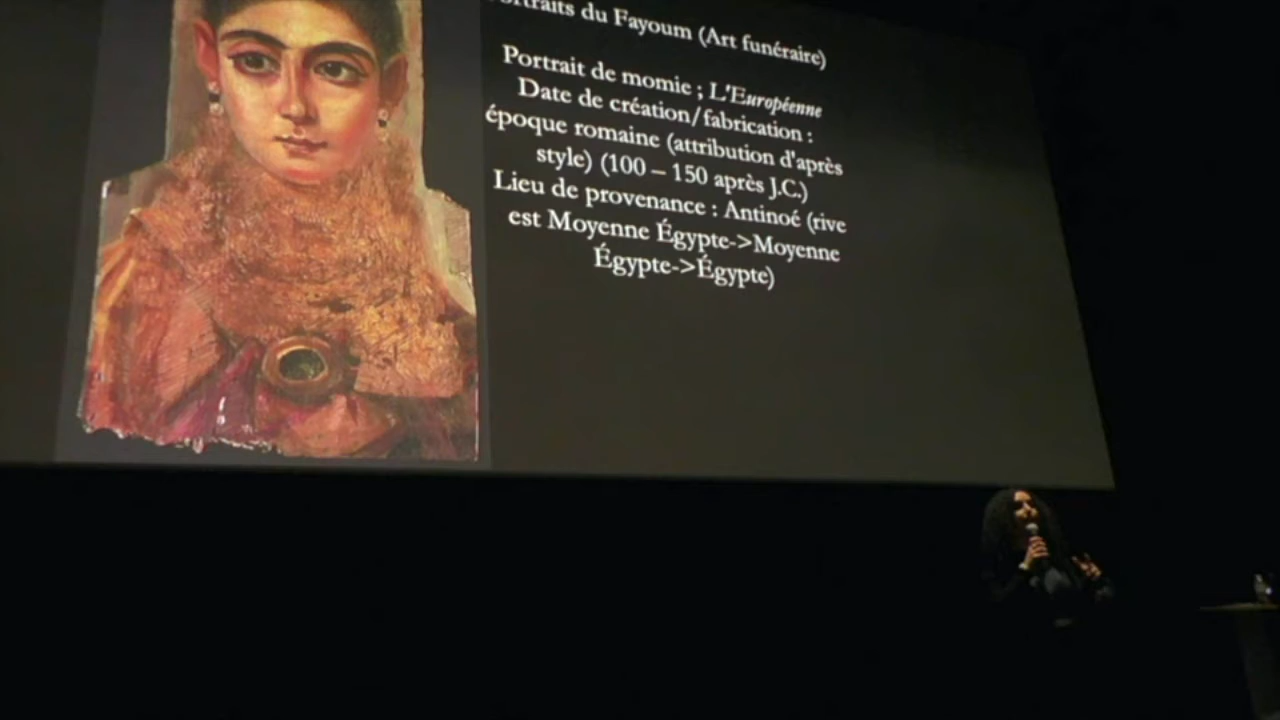 Portraits du Fayoum (Art funéraire)
Portrait de momie ; L'Européenne
Date de création/fabrication :
époque romaine (attribution d'après
style) (100 – 150 après J.C.)
Lieu de provenance : Antinoé (rive
est Moyenne Égypte->Moyenne
Égypte->Égypte)